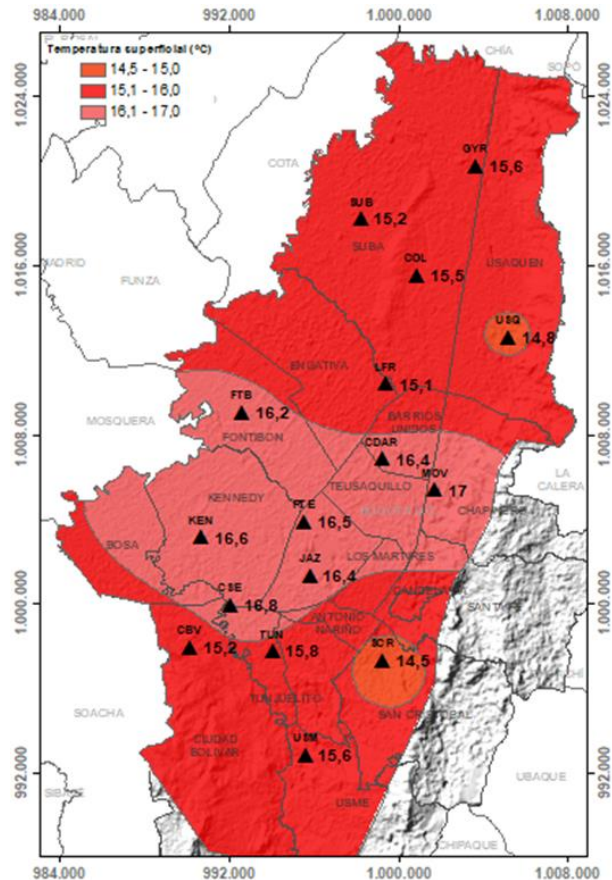 984.000 992.000 1.000.000 1.008.000
Temperatura superficial (ºC)
14,5 - 15,0
15,1 - 16,0
16,1 - 17,0
CHÍA
SOPÓ
1.024.000
1.024.000
COTA
GYR
15,6
SUB
15,2
SUBA
COL
15,5
USAQUEN
1.016.000
1.016.000
FUNZA
USQ
14,8
ENGATIVA
LFR
15,1
FTB
16,2
BARRIOS
UNIDOS
MOSQUERA
FONTIBON
1.008.000
1.008.000
CDAR
16,4
TEUSAQUILLO
MOV
17
LA
CALERA
KENNEDY
CHAPINERO
16,5
KEN
16,6
BOSA
LOS MARTIRES
JAZ
16,4
CSE
16,8
CANDELARIA
1.000.000
1.000.000
ANTONIO
NARIÑO
CBV
15,2
TUN
15,8
SCR
14,5
TUNJUELITO
SAN CRISTOBAL
SOACHA
CIUDAD
BOLIVAR
USM
15,6
992.000
992.000
USME
UBAQUE
CHIPAQUE
984.000 992.000 1.000.000 1.008.000